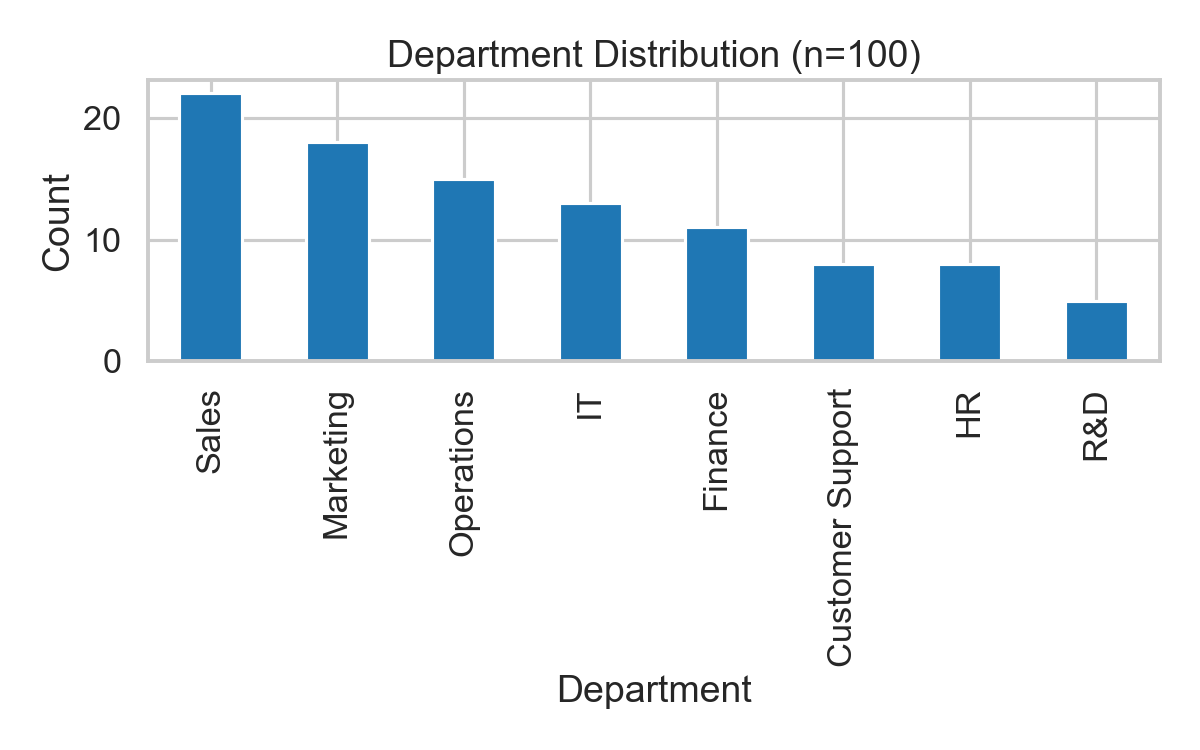 Department Distribution (n=100)
Count
20
10
0
Sales
Marketing
Operations
IT
Finance
Customer Support
HR
R&D
Department